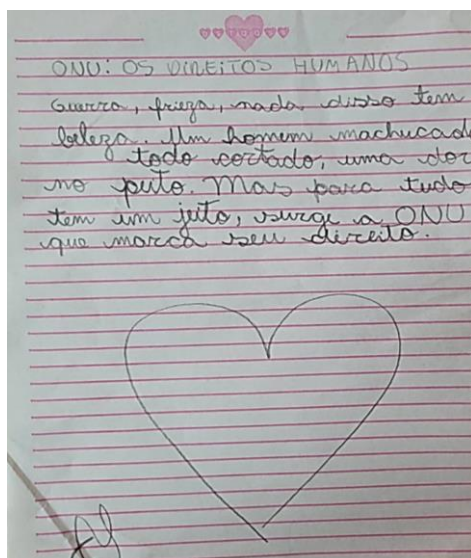 ONU: OS DIREITOS HUMANOS
Guerra, frieza, nada disso tem
beleza. Um homem machucad
todo cortado, uma dor
no peito. Mas para tudo
tem um jeito, surge a ONU
que marca seu direito.